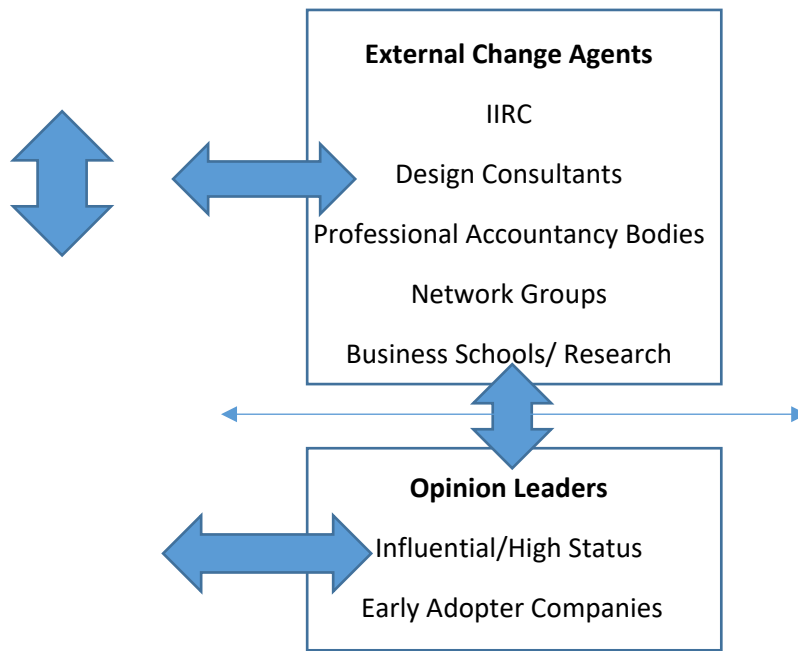 External Change Agents
IIRC
Design Consultants
Professional Accountancy Bodies
Network Groups
Business Schools/ Research
Opinion Leaders
Influential/High Status
Early Adopter Companies